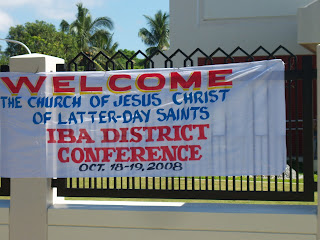 WELCOME
THE CHURCH OF JESUS CHRIST
OF LATTER-DAY SAINTS
IBA DISTRICT
CONFERENCE
OCT. 18-19, 2008